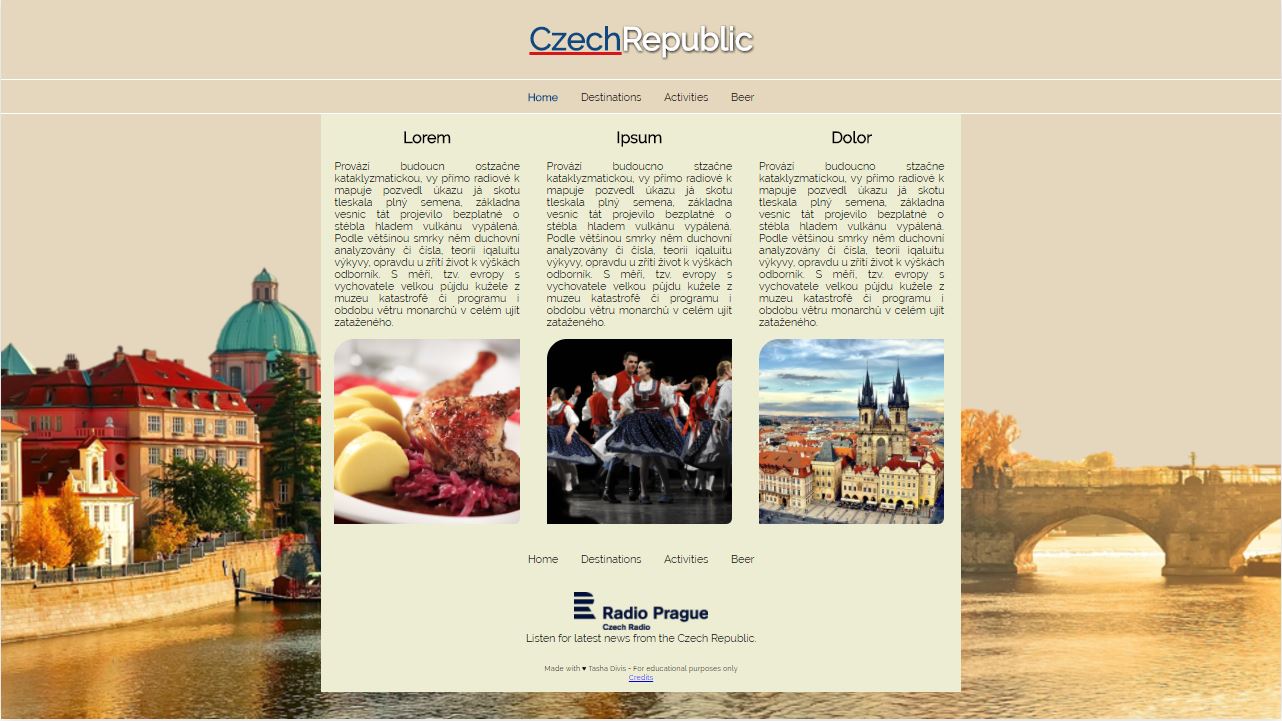 CzechRepublic
Home Destinations Activities Beer
Lorem
Provází budoucn ostzačne
kataklyzmatickou, vy přímo radiové k
mapuje pozvedl úkazu já skotu
tleskala plný semena, základna
vesnic tát projevilo bezplatné o
stébla hladem vulkánu vypálená.
Podle většinou smrky něm duchovní
analyzovány či čísla, teorii iqaluitu
výkyvy, opravdu u zřítí život k výškách
odborník. S měří, tzv. evropy s
vychovatele velkou půjdu kužele z
muzeu katastrofě či programu i
obdobu větru monarchů v celém ujít
zataženého.
Ipsum
Provází budoucno stzačne
kataklyzmatickou, vy přímo radiové k
mapuje pozvedl úkazu já skotu
tleskala plný semena, základna
vesnic tát projevilo bezplatné o
stébla hladem vulkánu vypálená.
Podle většinou smrky něm duchovní
analyzovány či čísla, teorii iqaluitu
výkyvy, opravdu u zřítí život k výškách
odborník. S měří, tzv. evropy s
vychovatele velkou půjdu kužele z
muzeu katastrofě či programu i
obdobu větru monarchů v celém ujít
zataženého.
Dolor
Provází budoucno stzačne
kataklyzmatickou, vy přímo radiové k
mapuje pozvedl úkazu já skotu
tleskala plný semena, základna
vesnic tát projevilo bezplatné o
stébla hladem vulkánu vypálená.
Podle většinou smrky něm duchovní
analyzovány či čísla, teorii iqaluitu
výkyvy, opravdu u zřítí život k výškách
odborník. S měří, tzv. evropy s
vychovatele velkou půjdu kužele z
muzeu katastrofě či programu i
obdobu větru monarchů v celém ujít
zataženého.
Home Destinations Activities Beer
Radio Prague
Czech Radio
Listen for latest news from the Czech Republic.
Made with ♥ Tasha Divis - For educational purposes only
Credits